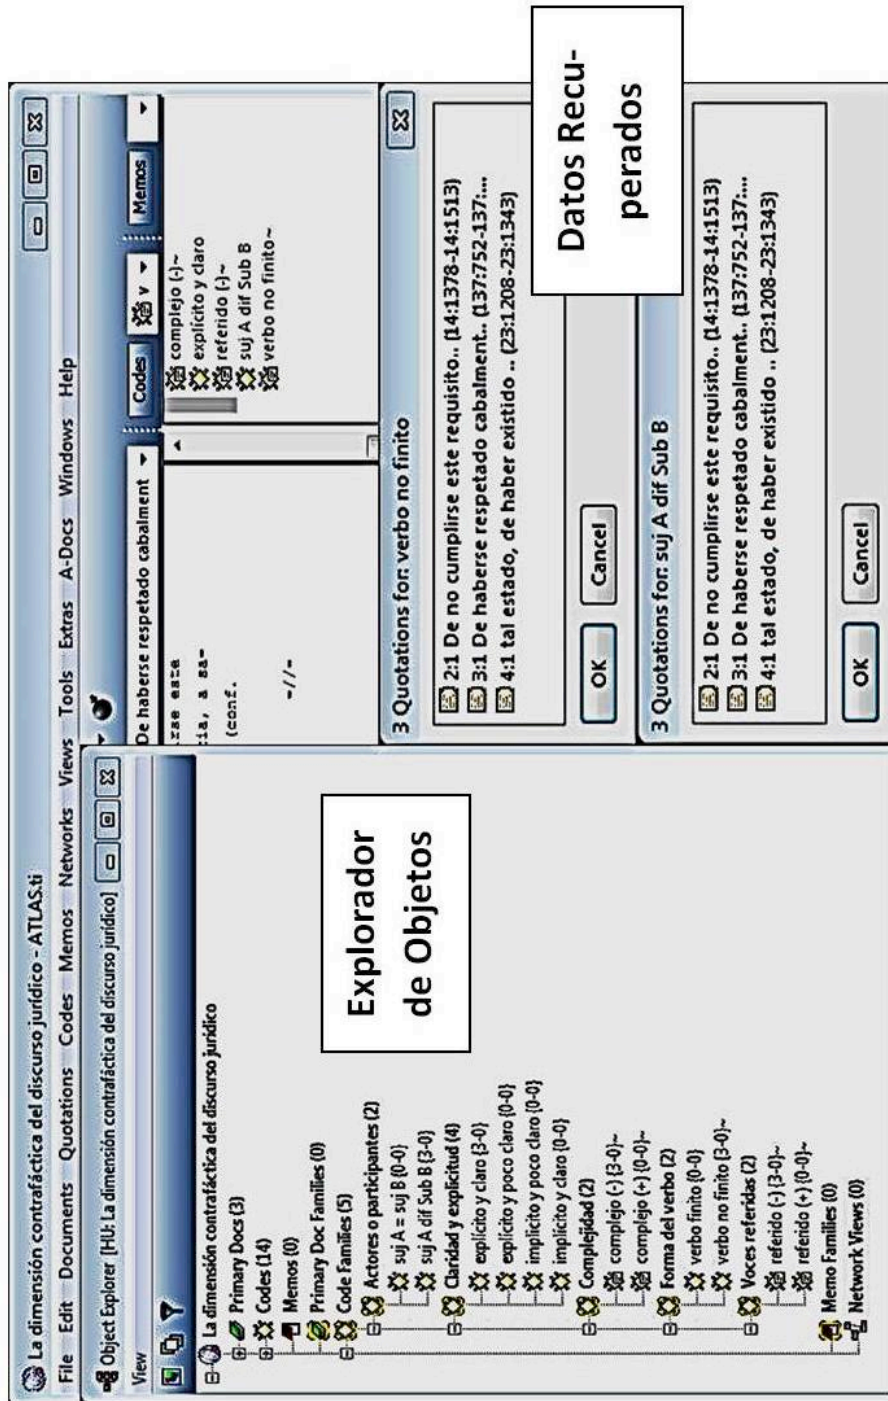 La dimensión contrafáctica del discurso jurídico - ATLAS.ti
File Edit Documents Quotations Codes Memos Networks Views Tools Extras A-Docs Windows Help
Object Explorer [HU: La dimensión contrafáctica del discurso jurídico]
View
La dimensión contrafáctica del discurso jurídico
Primary Docs (3)
Codes (14)
Memos (0)
Primary Doc Families (0)
Code Families (5)
Actores o participantes (2)
suj A = suj B {0-0}
suj A dif Sub B {3-0}
Claridad y explicitud (4)
explícito y claro {3-0}
explícito y poco claro {0-0}
implícito y poco claro {0-0}
implícito y claro {0-0}
Complejidad (2)
complejo (-) {3-0}~
complejo (+) {0-0}~
Forma del verbo (2)
verbo finito {0-0}
verbo no finito {3-0}~
Voces referidas (2)
referido (-) {3-0}~
referido (+) {0-0}~
Memo Families (0)
Network Views (0)
Explorador
de Objetos
De haberse respetado cabalment
Codes
v
Memos
irse este
ia, a sa-
(conf.
-//-
complejo (-)~
explícito y claro
referido (-)~
suj A dif Sub B
verbo no finito~
3 Quotations for: verbo no finito
2:1 De no cumplirse este requisito.. (14:1378-14:1513)
3:1 De haberse respetado cabalment.. (137:752-137:...
4:1 tal estado, de haber existido .. (23:1208-23:1343)
OK Cancel
3 Quotations for: suj A dif Sub B
2:1 De no cumplirse este requisito.. (14:1378-14:1513)
3:1 De haberse respetado cabalment.. (137:752-137:...
4:1 tal estado, de haber existido .. (23:1208-23:1343)
OK Cancel
Datos Recu-
perados